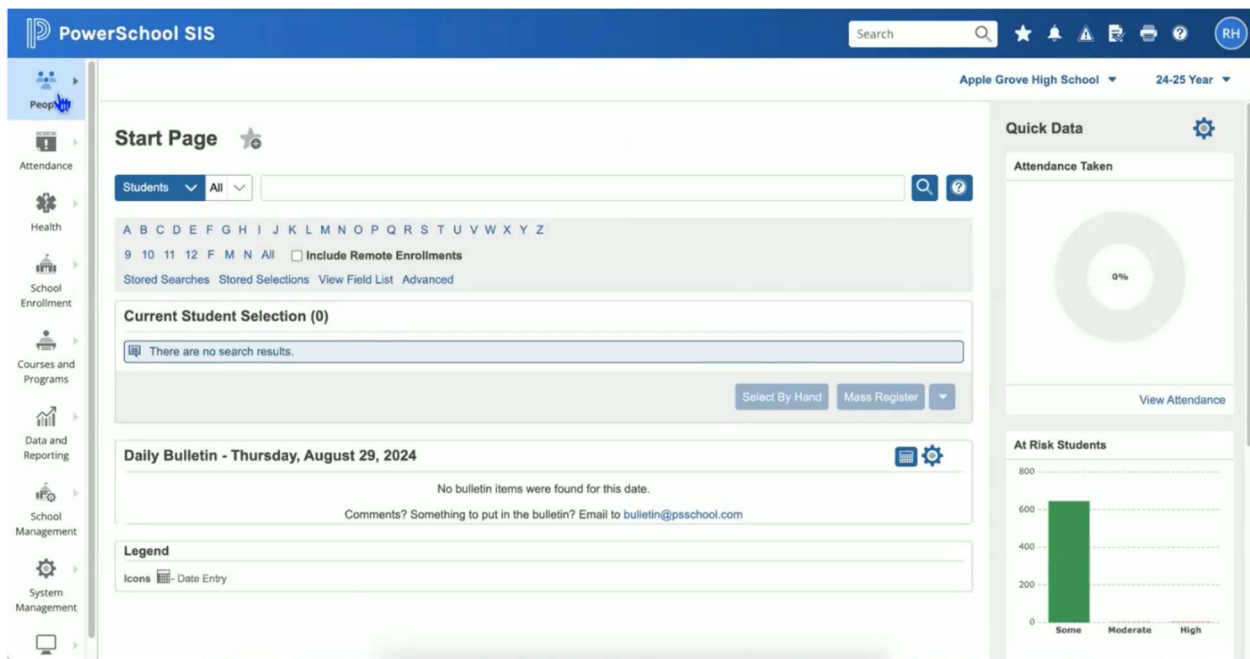 PowerSchool SIS
Search
RH
Apple Grove High School
24-25 Year
People
Attendance
Health
School
Enrollment
Courses and
Programs
Data and
Reporting
School
Management
System
Management
Start Page
Students
All
A B C D E F G H I J K L M N O P Q R S T U V W X Y Z
9 10 11 12 F M N All Include Remote Enrollments
Stored Searches Stored Selections View Field List Advanced
Current Student Selection (0)
There are no search results.
Select By Hand Mass Register
Daily Bulletin - Thursday, August 29, 2024
No bulletin items were found for this date.
Comments? Something to put in the bulletin? Email to bulletin@psschool.com
Legend
Icons - Date Entry
Quick Data
Attendance Taken
0%
View Attendance
At Risk Students
800
600
400
200
0
Some Moderate High